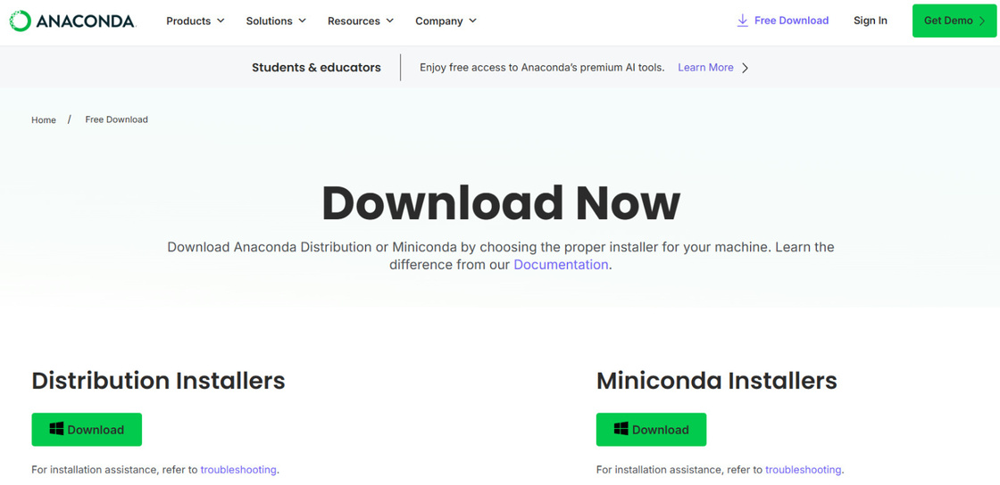 ANACONDA. Products Solutions Resources Company Free Download Sign In Get Demo
Students & educators Enjoy free access to Anaconda's premium AI tools. Learn More
Home / Free Download
Download Now
Download Anaconda Distribution or Miniconda by choosing the proper installer for your machine. Learn the
difference from our Documentation.
Distribution Installers
Download
For installation assistance, refer to troubleshooting.
Miniconda Installers
Download
For installation assistance, refer to troubleshooting.